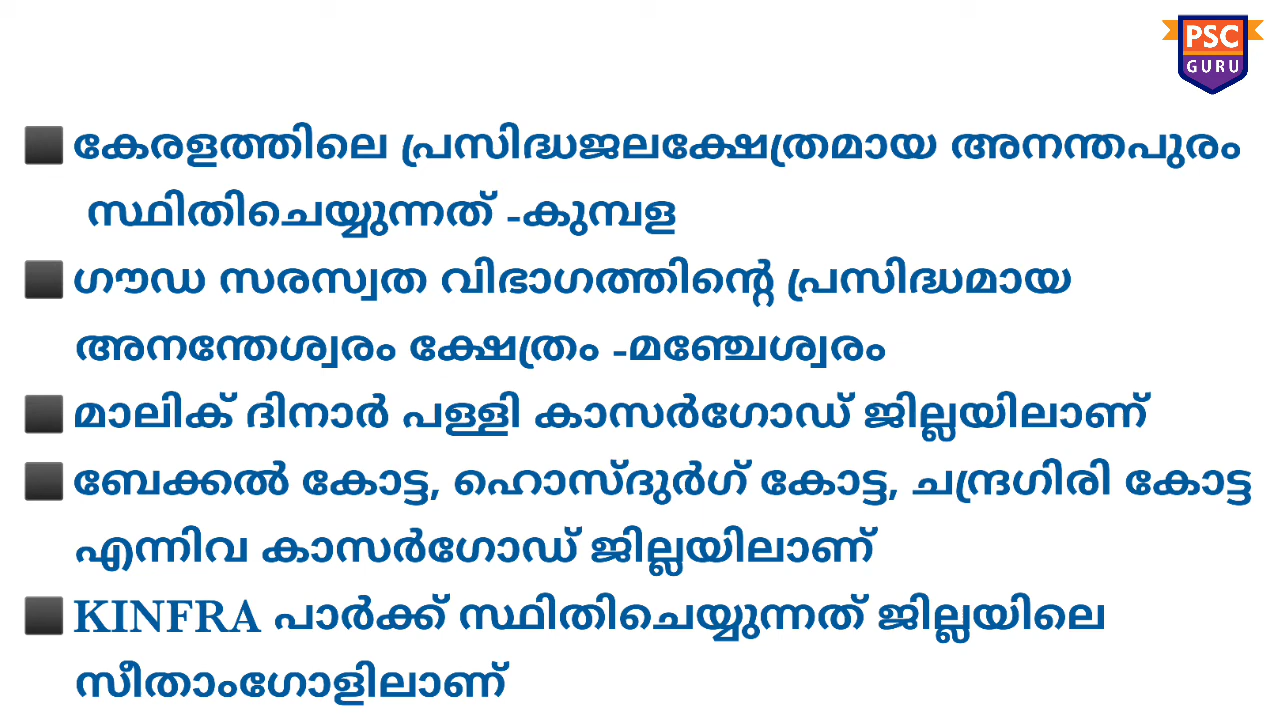 PSC
GURU
⬛ കേരളത്തിലെ പ്രസിദ്ധജലക്ഷേത്രമായ അനന്തപുരം
സ്ഥിതിചെയ്യുന്നത് -കുമ്പള
⬛ ഗൗഡ സരസ്വത വിഭാഗത്തിന്റെ പ്രസിദ്ധമായ
അനന്തേശ്വരം ക്ഷേത്രം -മഞ്ചേശ്വരം
⬛ മാലിക് ദിനാർ പള്ളി കാസർഗോഡ് ജില്ലയിലാണ്
⬛ ബേക്കൽ കോട്ട, ഹൊസ്ദുർഗ് കോട്ട, ചന്ദ്രഗിരി കോട്ട
എന്നിവ കാസർഗോഡ് ജില്ലയിലാണ്
⬛ KINFRA പാർക്ക് സ്ഥിതിചെയ്യുന്നത് ജില്ലയിലെ
സീതാംഗോളിലാണ്